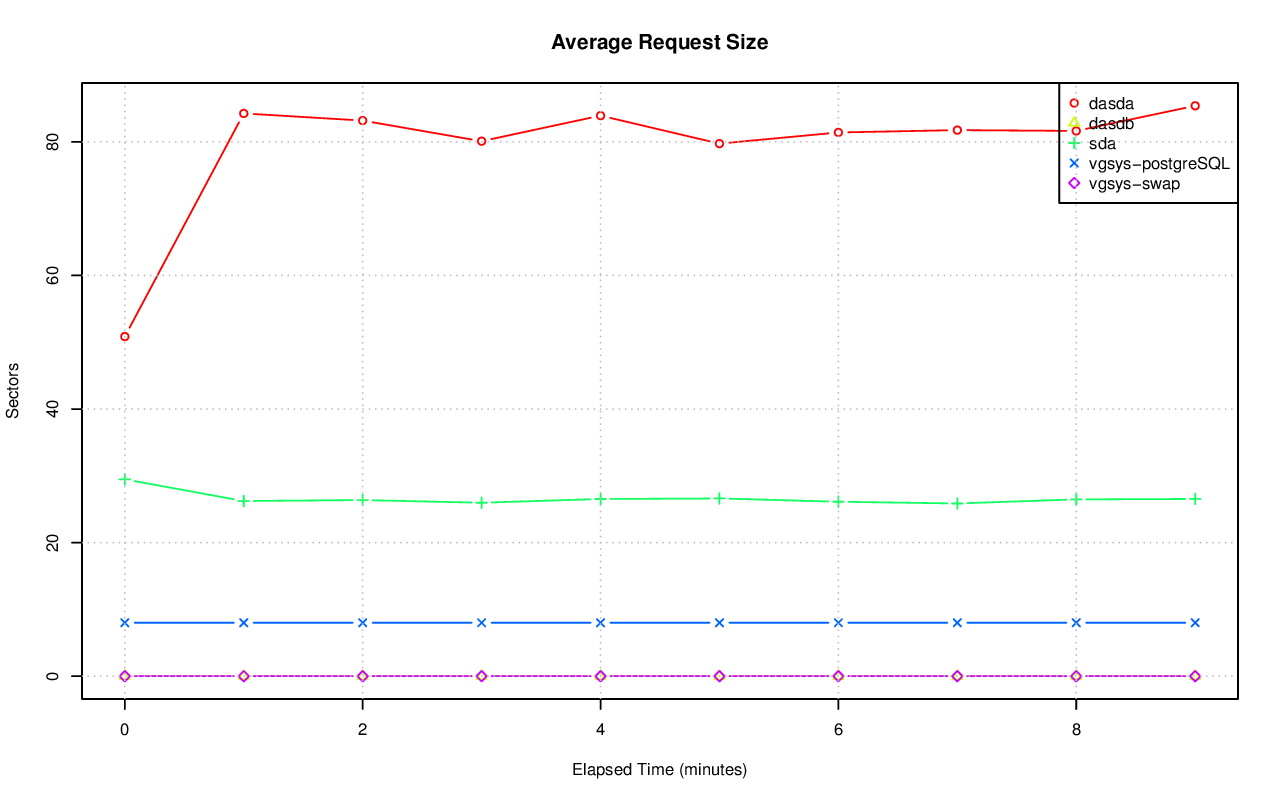 Average Request Size
dasda
dasdb
sda
vgsys−postgreSQL
vgsys−swap
80
60
40
20
0
Sectors
0 2 4 6 8
Elapsed Time (minutes)